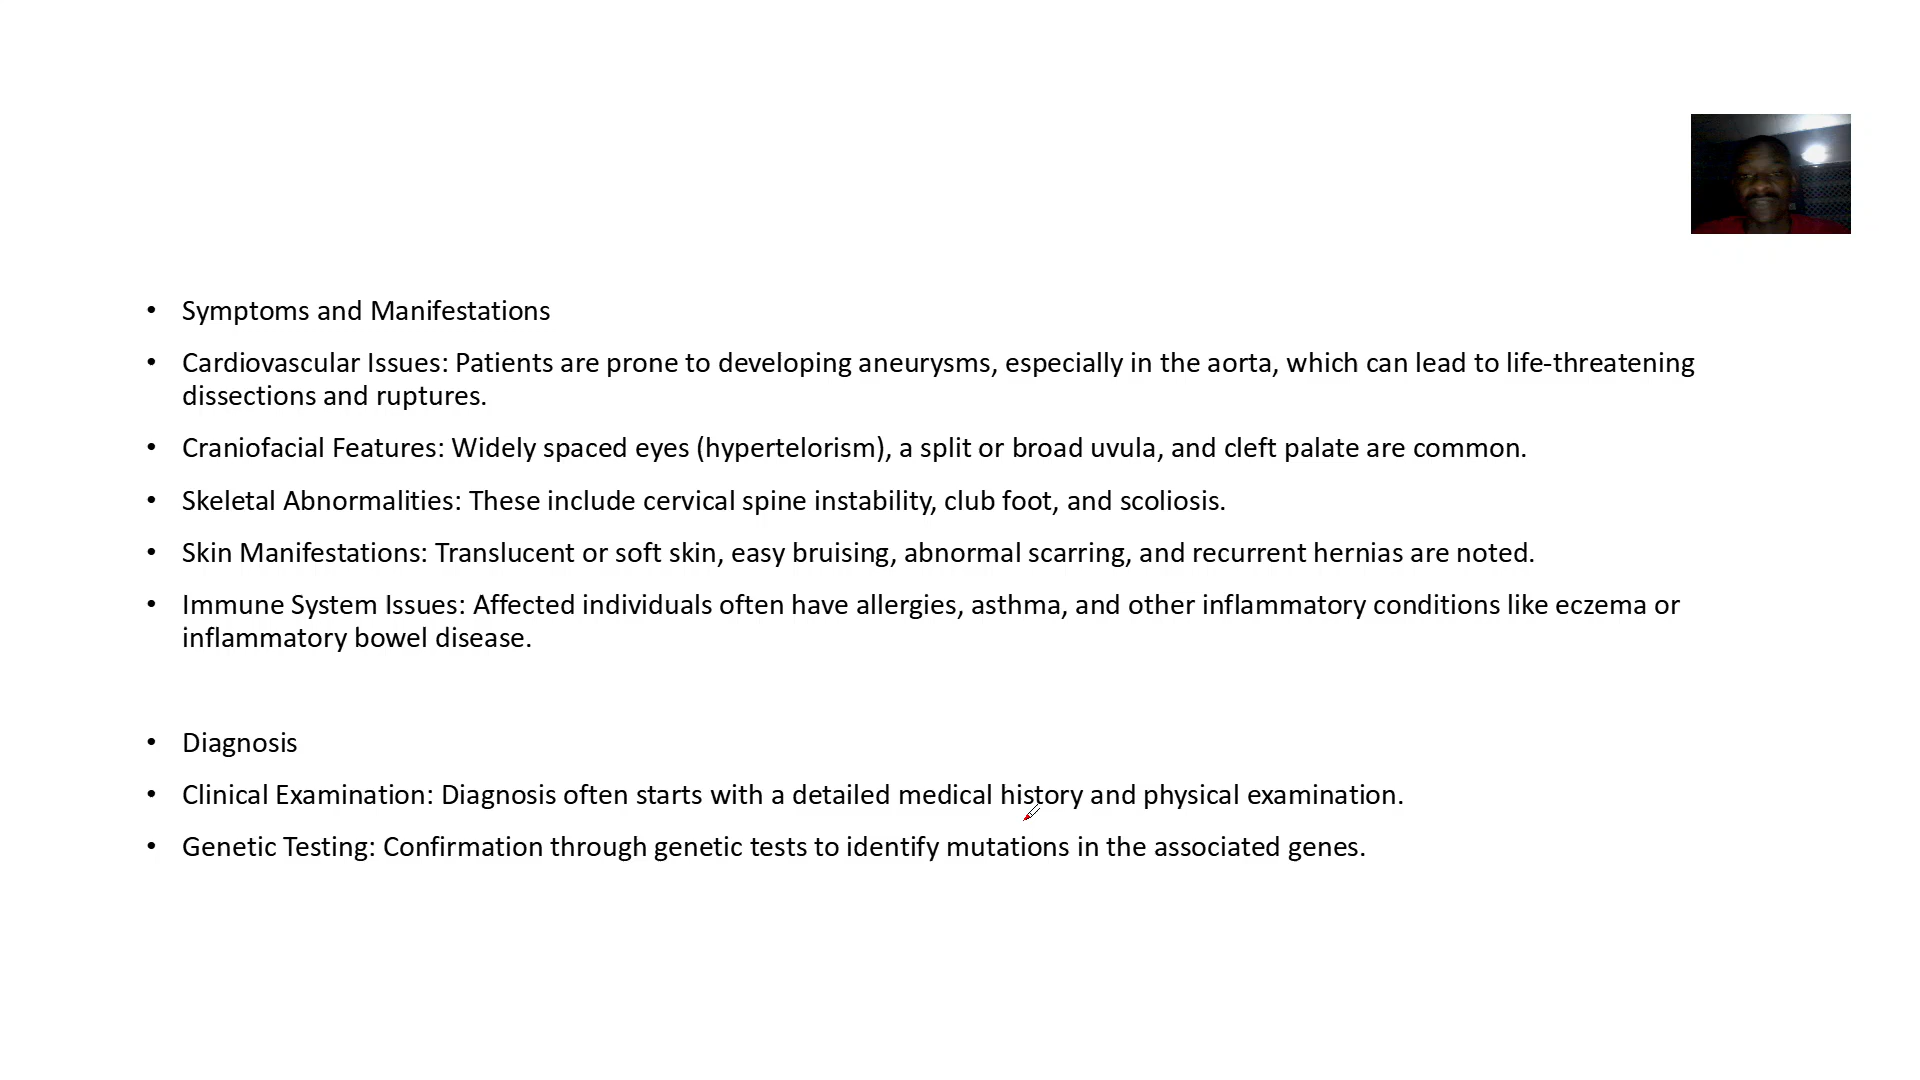 • Symptoms and Manifestations
• Cardiovascular Issues: Patients are prone to developing aneurysms, especially in the aorta, which can lead to life-threatening
dissections and ruptures.
• Craniofacial Features: Widely spaced eyes (hypertelorism), a split or broad uvula, and cleft palate are common.
• Skeletal Abnormalities: These include cervical spine instability, club foot, and scoliosis.
• Skin Manifestations: Translucent or soft skin, easy bruising, abnormal scarring, and recurrent hernias are noted.
• Immune System Issues: Affected individuals often have allergies, asthma, and other inflammatory conditions like eczema or
inflammatory bowel disease.
• Diagnosis
• Clinical Examination: Diagnosis often starts with a detailed medical history and physical examination.
• Genetic Testing: Confirmation through genetic tests to identify mutations in the associated genes.